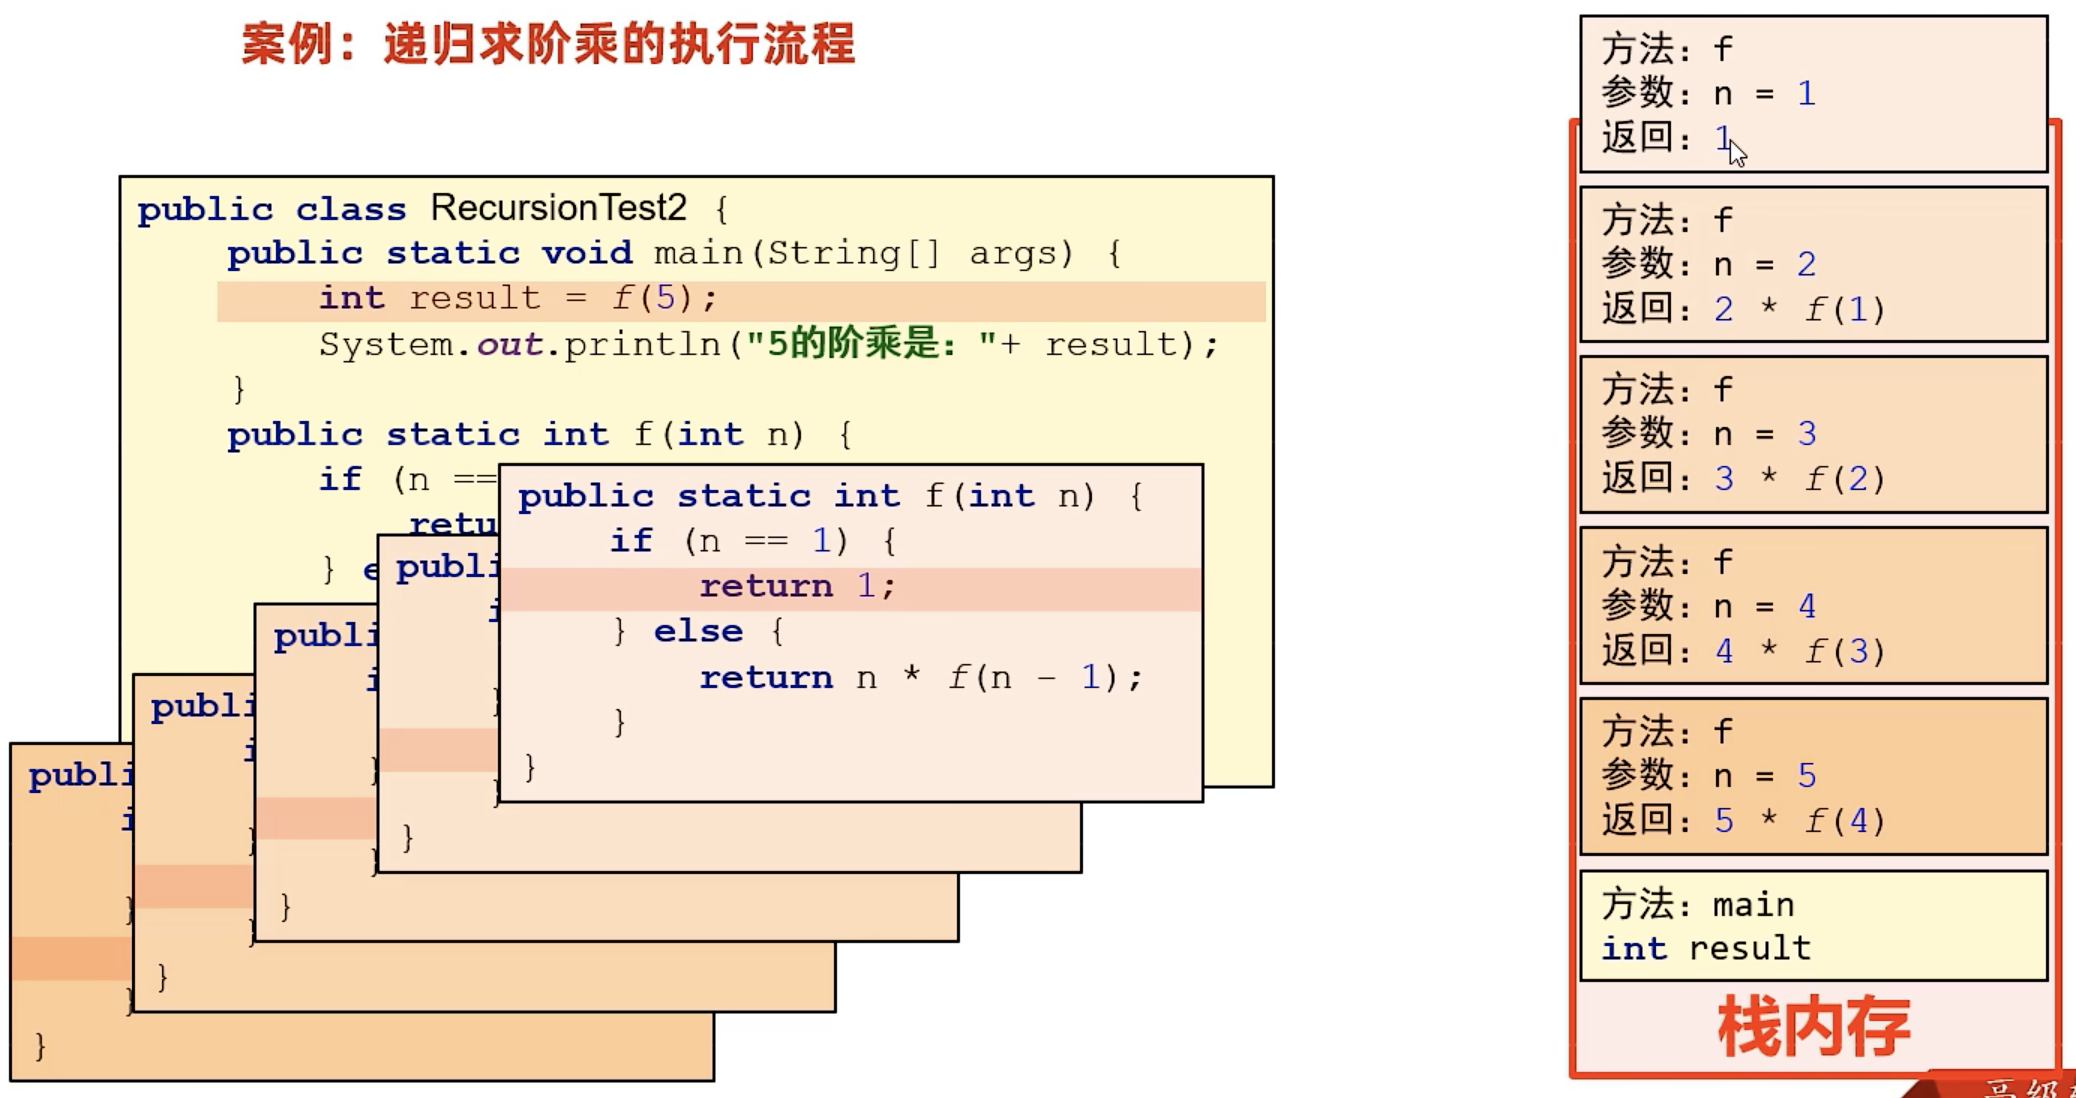 案例：递归求阶乘的执行流程
public class RecursionTest2 {
public static void main(String[] args) {
int result = f(5);
System.out.println("5的阶乘是："+ result);
}
public static int f(int n) {
if (n ==
retu
} e
public static int f(int n) {
if (n == 1) {
return 1;
} else {
return n * f(n - 1);
}
}
publi
i
}
}
}
publi
i
}
}
}
publi
i
}
}
}
publi
i
}
}
}
方法：f
参数：n = 1
返回：1
方法：f
参数：n = 2
返回：2 * f(1)
方法：f
参数：n = 3
返回：3 * f(2)
方法：f
参数：n = 4
返回：4 * f(3)
方法：f
参数：n = 5
返回：5 * f(4)
方法：main
int result
栈内存
高级